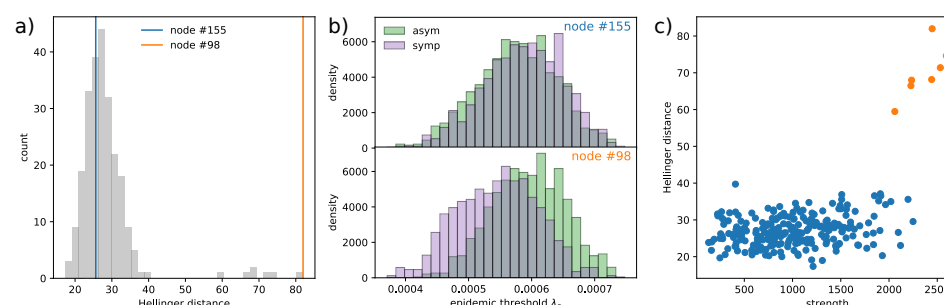 a)
node #155
node #98
count
40
30
20
10
0
20 30 40 50 60 70 80
Hellinger distance
b)
asym
symp
node #155
density
6000
4000
2000
0
node #98
density
6000
4000
2000
0
0.0004 0.0005 0.0006 0.0007
epidemic threshold λc
c)
Hellinger distance
80
70
60
50
40
30
20
500 1000 1500 2000
strength